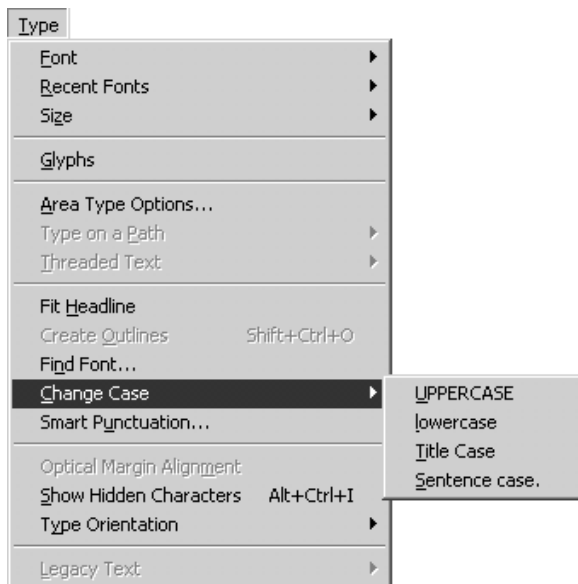 Type
Font
Recent Fonts
Size
Glyphs
Area Type Options...
Type on a Path
Threaded Text
Fit Headline
Create Outlines Shift+Ctrl+O
Find Font...
Change Case
UPPERCASE
lowercase
Title Case
Sentence case.
Smart Punctuation...
Optical Margin Alignment
Show Hidden Characters Alt+Ctrl+I
Type Orientation
Legacy Text